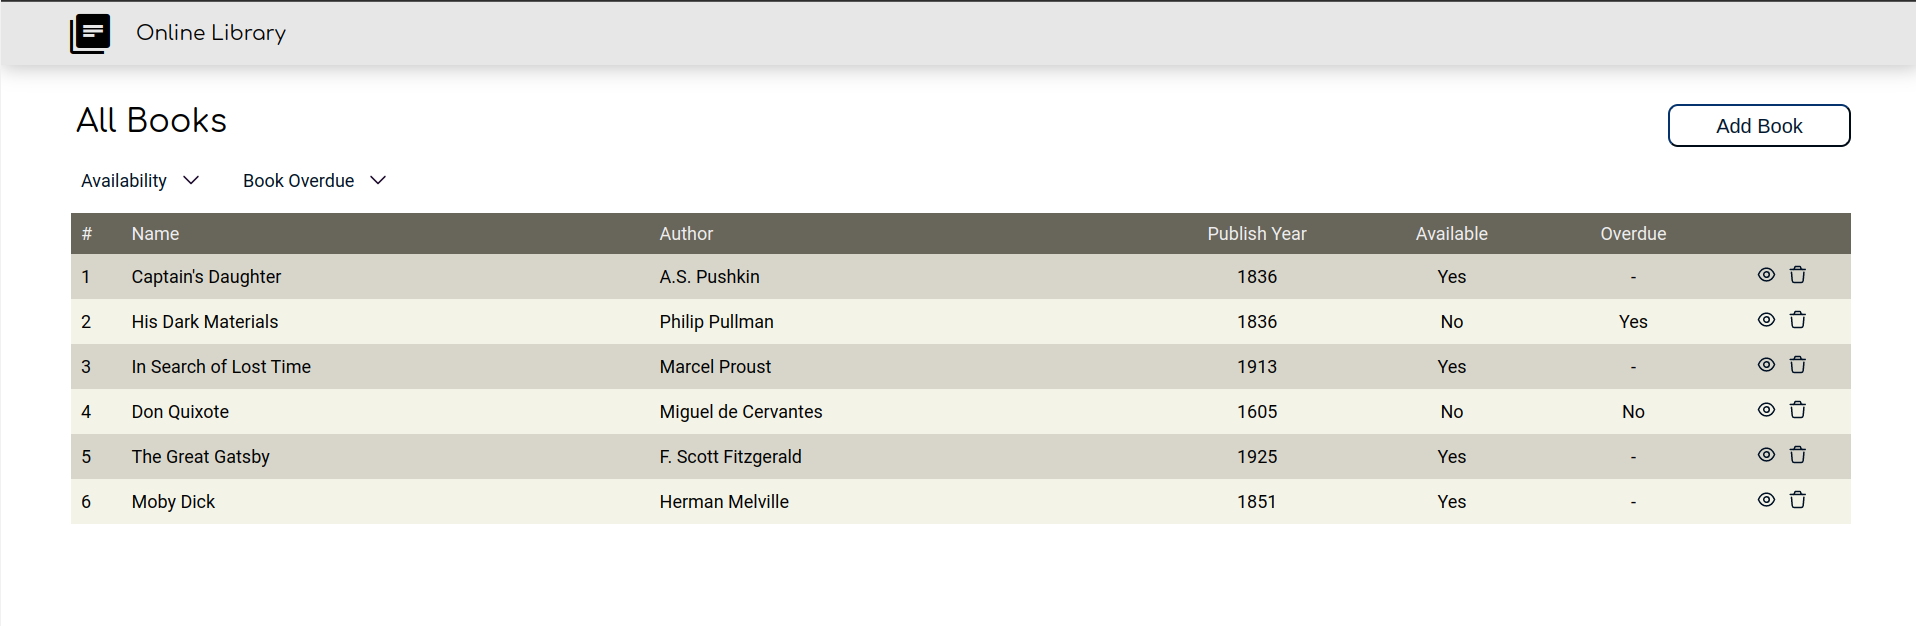 Online Library
All Books
Add Book
Availability Book Overdue
# Name Author Publish Year Available Overdue
1 Captain's Daughter A.S. Pushkin 1836 Yes -
2 His Dark Materials Philip Pullman 1836 No Yes
3 In Search of Lost Time Marcel Proust 1913 Yes -
4 Don Quixote Miguel de Cervantes 1605 No No
5 The Great Gatsby F. Scott Fitzgerald 1925 Yes -
6 Moby Dick Herman Melville 1851 Yes -